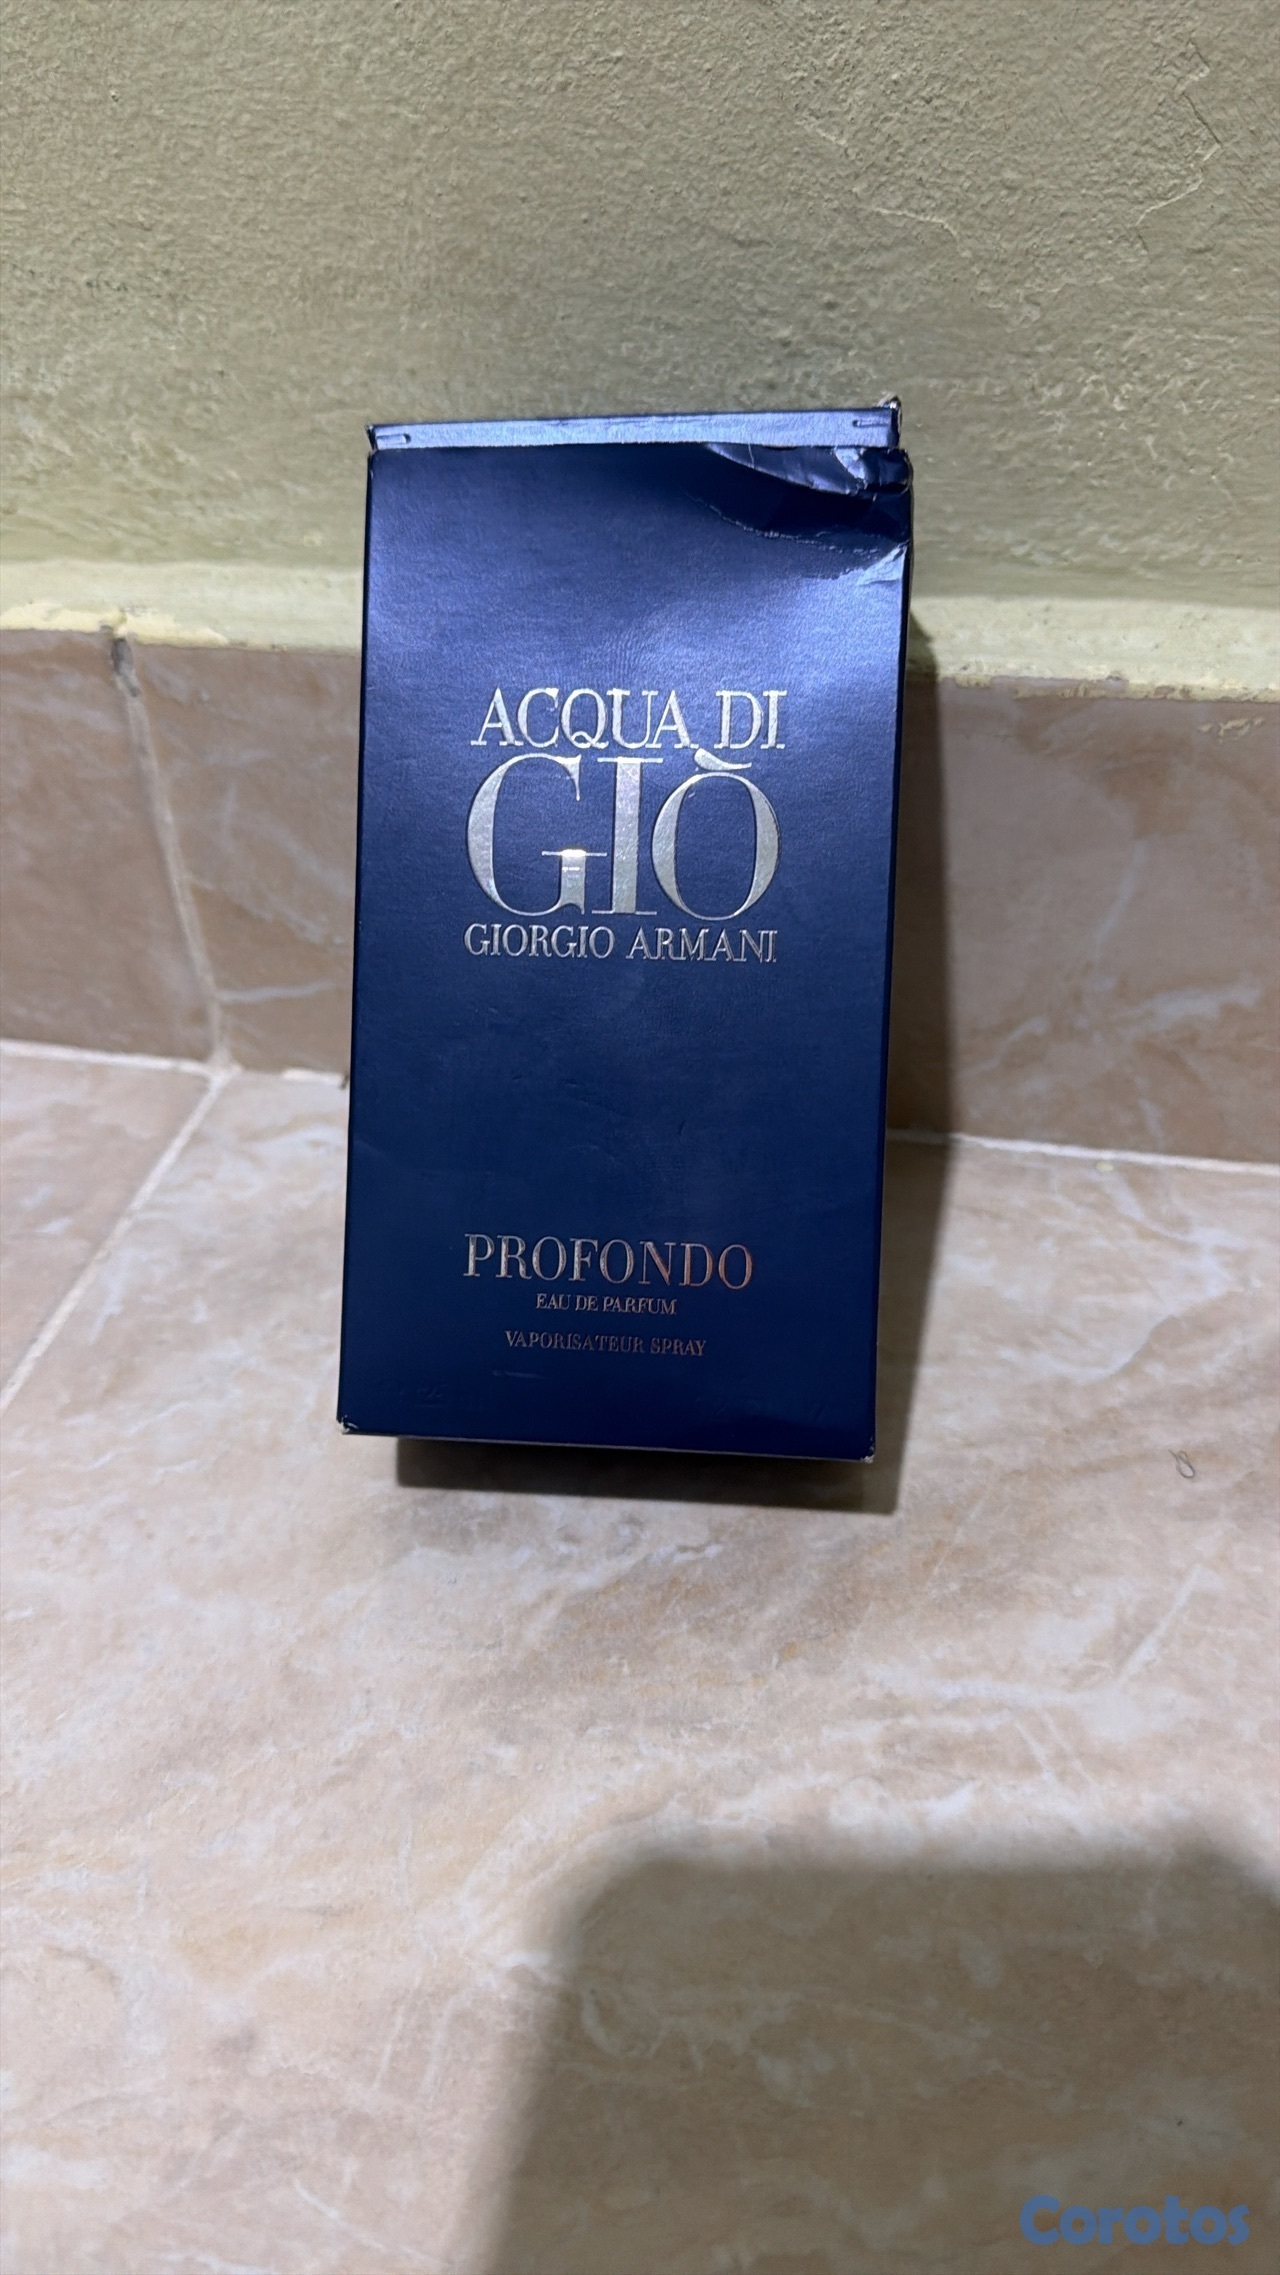 ACQUA DI
GIÒ
GIORGIO ARMANI
PROFONDO
EAU DE PARFUM
VAPORISATEUR SPRAY
Corotos